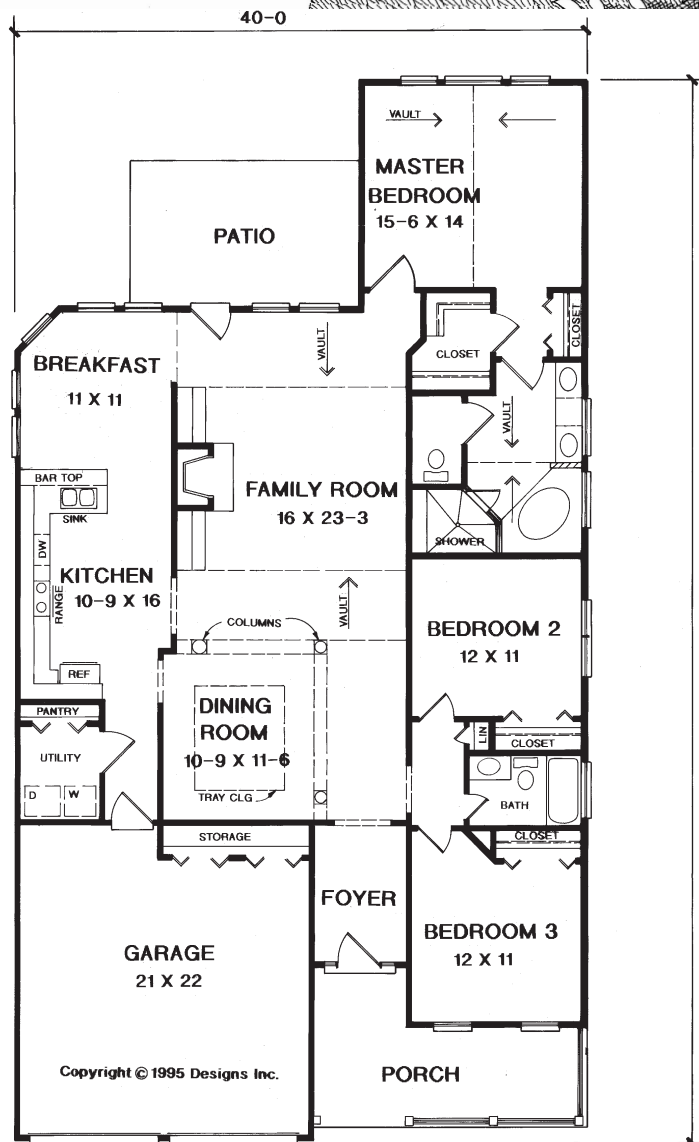 40-0
VAULT
MASTER
BEDROOM
15-6 X 14
PATIO
CLOSET
VAULT
CLOSET
BREAKFAST
11 X 11
VAULT
BAR TOP
SINK
FAMILY ROOM
16 X 23-3
SHOWER
DW
KITCHEN
10-9 X 16
RANGE
VAULT
COLUMNS
BEDROOM 2
12 X 11
REF
PANTRY
DINING
ROOM
10-9 X 11-6
TRAY CLG
LIN
CLOSET
UTILITY
D
W
BATH
STORAGE
CLOSET
FOYER
BEDROOM 3
12 X 11
GARAGE
21 X 22
Copyright © 1995 Designs Inc.
PORCH